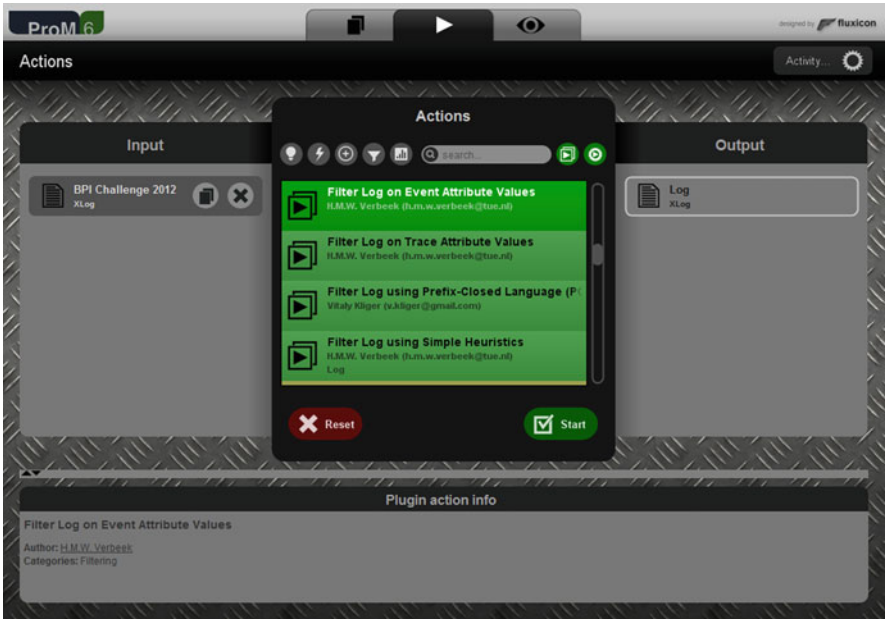 ProM 6
designed by fluxicon
Actions
Activity...
Input
BPI Challenge 2012
XLog
Actions
search...
Filter Log on Event Attribute Values
H.M.W. Verbeek (h.m.w.verbeek@tue.nl)
Filter Log on Trace Attribute Values
H.M.W. Verbeek (h.m.w.verbeek@tue.nl)
Filter Log using Prefix-Closed Language (P
Vitaly Kliger (v.kliger@gmail.com)
Filter Log using Simple Heuristics
H.M.W. Verbeek (h.m.w.verbeek@tue.nl)
Log
Reset
Start
Output
Log
XLog
Plugin action info
Filter Log on Event Attribute Values
Author: H.M.W. Verbeek
Categories: Filtering